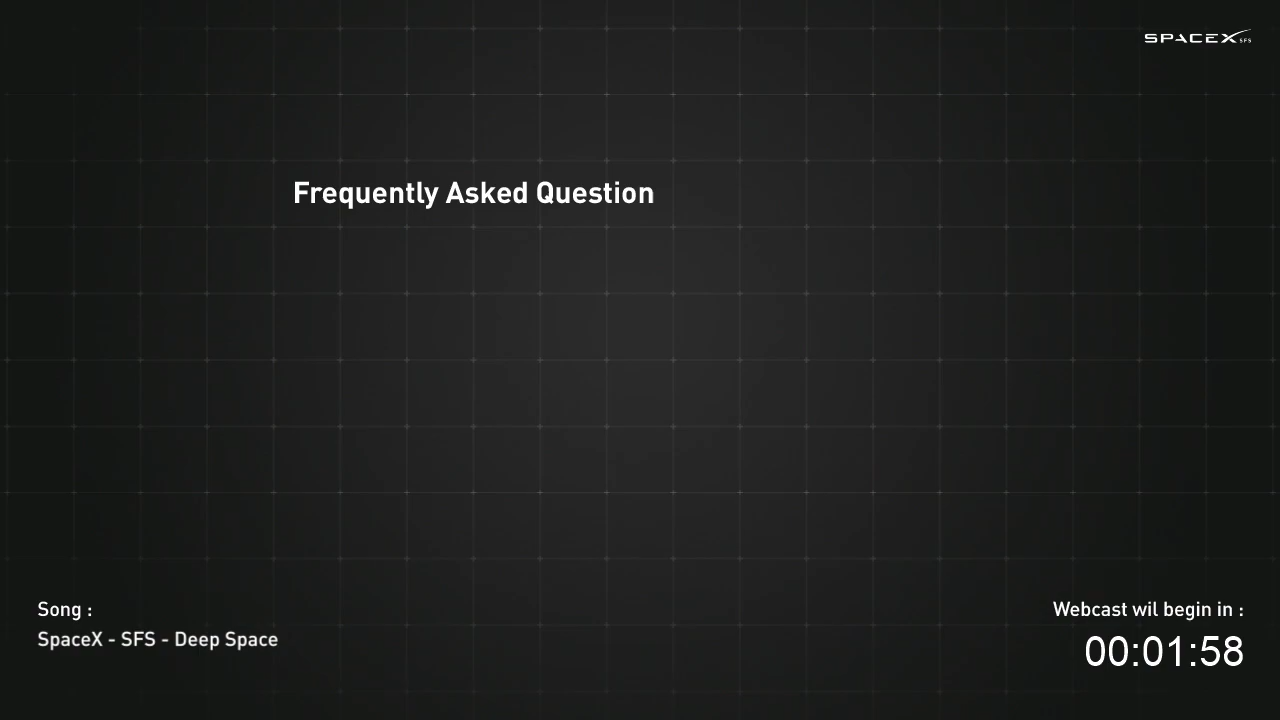 SPACEX SFS
Frequently Asked Question
Song :
SpaceX - SFS - Deep Space
Webcast wil begin in :
00:01:58